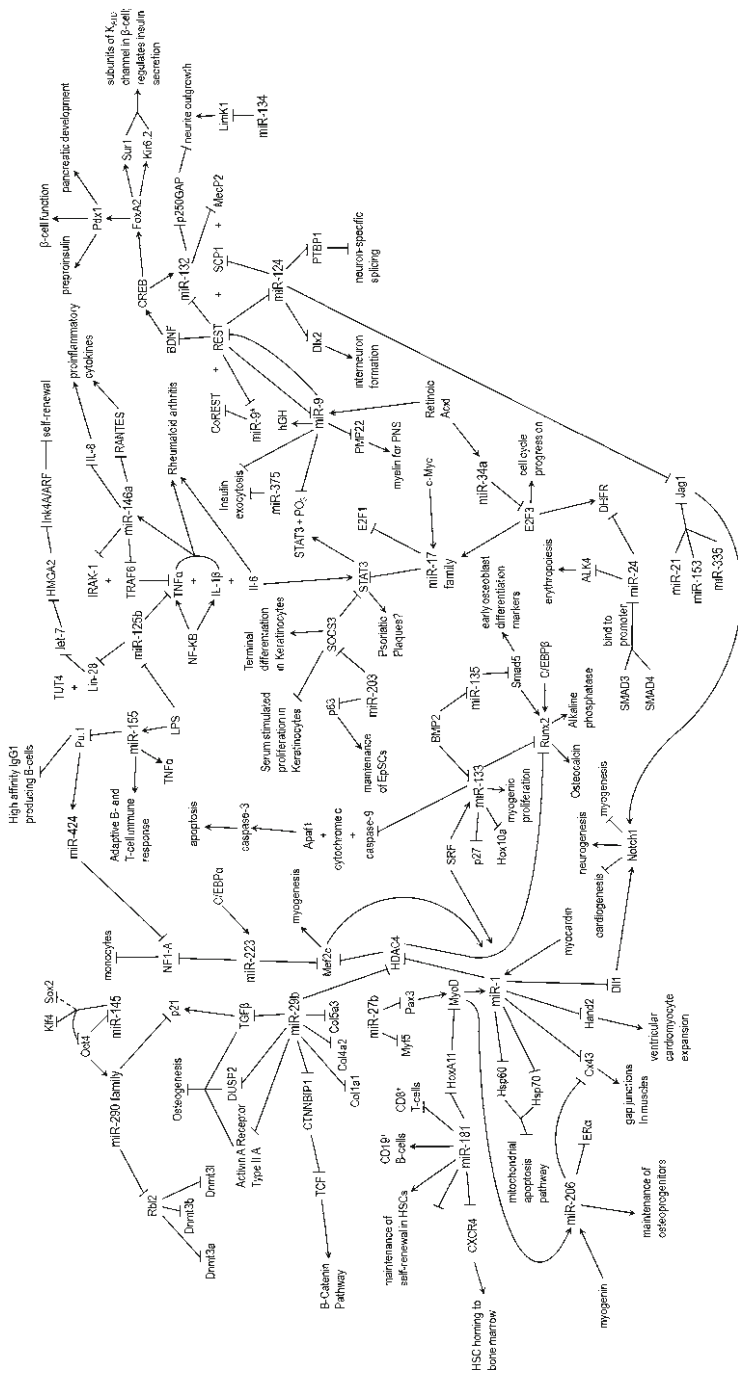 β-cell function
pancreatic development
preproinsulin
Pdx1
FoxA2
Sur1
Kir6.2
subunits of K
channel in β-cell;
regulates insulin
secretion
CREB
BDNF
miR-132
p250GAP
neurite outgrowth
LimK1
miR-134
MecP2
REST
+
SCP1
+
+
CoREST
miR-9*
miR-124
PTBP1
neuron-specific
splicing
Dlx2
interneuron
formation
miR-9
hGH
PMP22
myelin for PNS
Insulin
exocytosis
miR-375
STAT3 + PO
Retinoic
Acid
miR-34a
E2F3
cell cycle
progression
DHFR
miR-24
ALK4
erythropoiesis
bind to
promoter
SMAD3
SMAD4
Jag1
miR-21
miR-153
miR-335
proinflammatory
cytokines
IL-8
RANTES
miR-146a
IRAK-1
+
TRAF6
TNFα
+
IL-1β
+
Il-6
NF-KB
Rheumatoid arthritis
self-renewal
Ink4A/ARF
HMGA2
let-7
TUT4
+
Lin-28
miR-125b
LPS
miR-155
TNFα
Adaptive B- and
T-cell immune
response
Pu.1
High affinity IgG1
producing B-cells
miR-424
STAT3
Psoriatic
Plaques?
SOCS3
Terminal
differentiation
in Keratinocytes
Serum stimulated
proliferation in
Keratinocytes
miR-203
p63
maintenance
of EpSCs
E2F1
miR-17
family
c-Myc
early osteoblast
differentiation
markers
Smad5
miR-135
BMP2
C/EBPβ
Runx2
Alkaline
phosphatase
Osteocalcin
miR-133
myogenic
proliferation
Hox10a
p27
SRF
caspase-9
+
cytochrome c
+
Apaf1
caspase-3
apoptosis
NF1-A
monocytes
miR-223
C/EBPα
Mef2c
myogenesis
HDAC4
neurogenesis
myogenesis
cardiogenesis
Notch1
myocardin
Dll1
miR-1
Hand2
ventricular
cardiomyocyte
expansion
Cx43
gap junctions
In muscles
Hsp60
Hsp70
mitochondrial
apoptosis
pathway
MyoD
Pax3
miR-27b
Myf5
HoxA11
miR-181
CD8⁺
T-cells
CD19⁺
B-cells
maintenance of
self-renewal in HSCs
CXCR4
HSC homing to
bone marrow
miR-206
ERα
maintenance of
osteoprogenitors
myogenin
Sox2
Klf4
Oct4
miR-145
miR-290 family
p21
Rbl2
Dnmt3a
Dnmt3b
Dnmt3l
TGFβ
Osteogenesis
miR-29b
DUSP2
Activin A Receptor
Type II A
CTNNBIP1
TCF
B-Catenin
Pathway
Col1a1
Col4a2
Col5a3